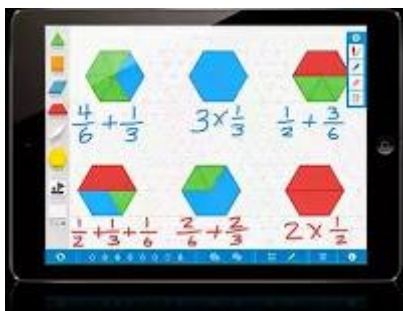 4/6 + 1/3 3 x 1/3 1/2 + 3/6
1/2 + 1/3 + 1/6 2/6 + 2/3 2 x 1/2